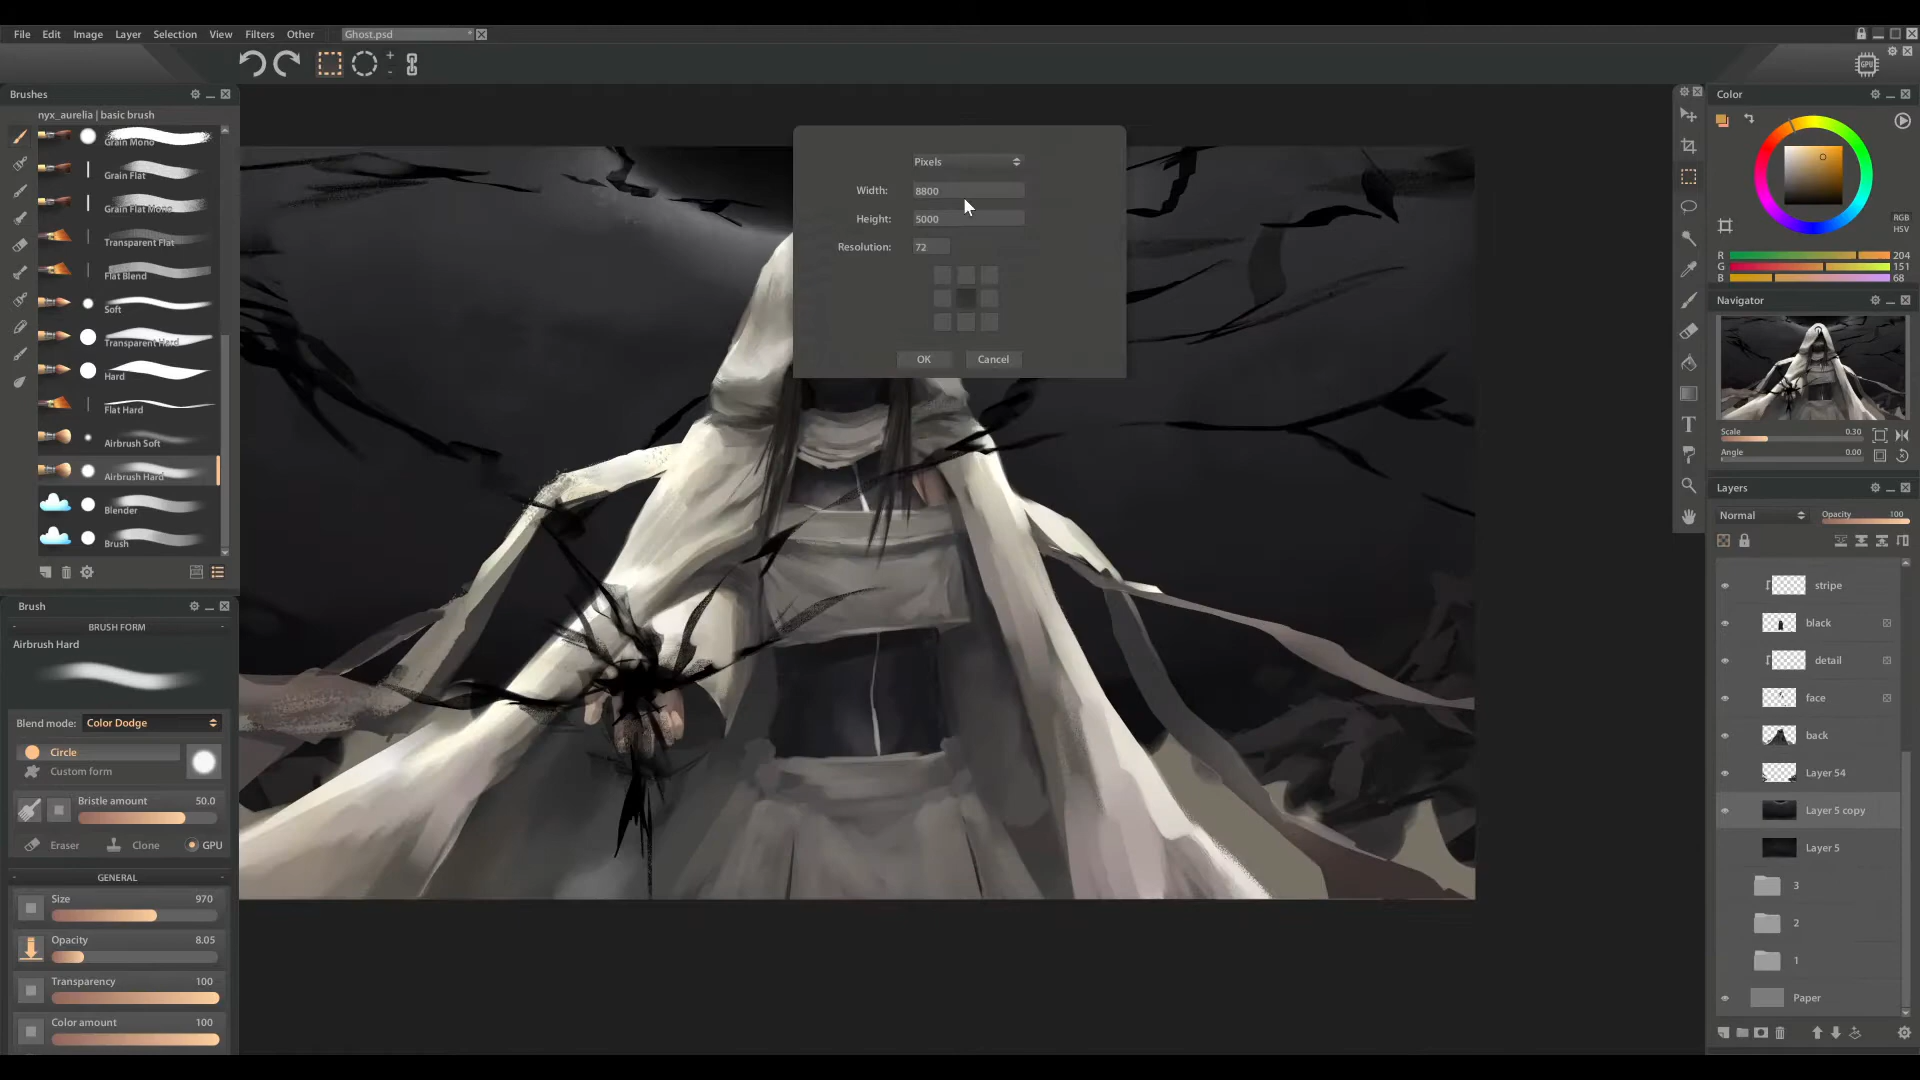 File Edit Image Layer Selection View Filters Other Ghost.psd *
+
-
GPU
Brushes
nyx_aurelia | basic brush
Grain Mono
Grain Flat
Grain Flat Mono
Transparent Flat
Flat Blend
Soft
Transparent Hard
Hard
Flat Hard
Airbrush Soft
Airbrush Hard
Blender
Brush
Brush
- BRUSH FORM -
Airbrush Hard
Blend mode: Color Dodge
Circle
Custom form
Bristle amount 50.0
Eraser Clone GPU
- GENERAL -
Size 970
Opacity 8.05
Transparency 100
Color amount 100
Pixels
Width: 8800
Height: 5000
Resolution: 72
OK Cancel
T
Color
RGB
HSV
R 204
G 151
B 68
Navigator
Scale 0.30
Angle 0.00
Layers
Normal Opacity 100
stripe
black
detail
face
back
Layer 54
Layer 5 copy
Layer 5
3
2
1
Paper